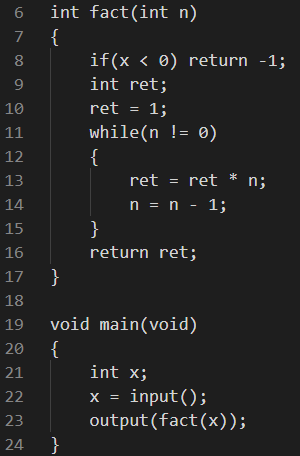 6 int fact(int n)
7 {
8     if(x < 0) return -1;
9     int ret;
10     ret = 1;
11     while(n != 0)
12     {
13         ret = ret * n;
14         n = n - 1;
15     }
16     return ret;
17 }
18
19 void main(void)
20 {
21     int x;
22     x = input();
23     output(fact(x));
24 }